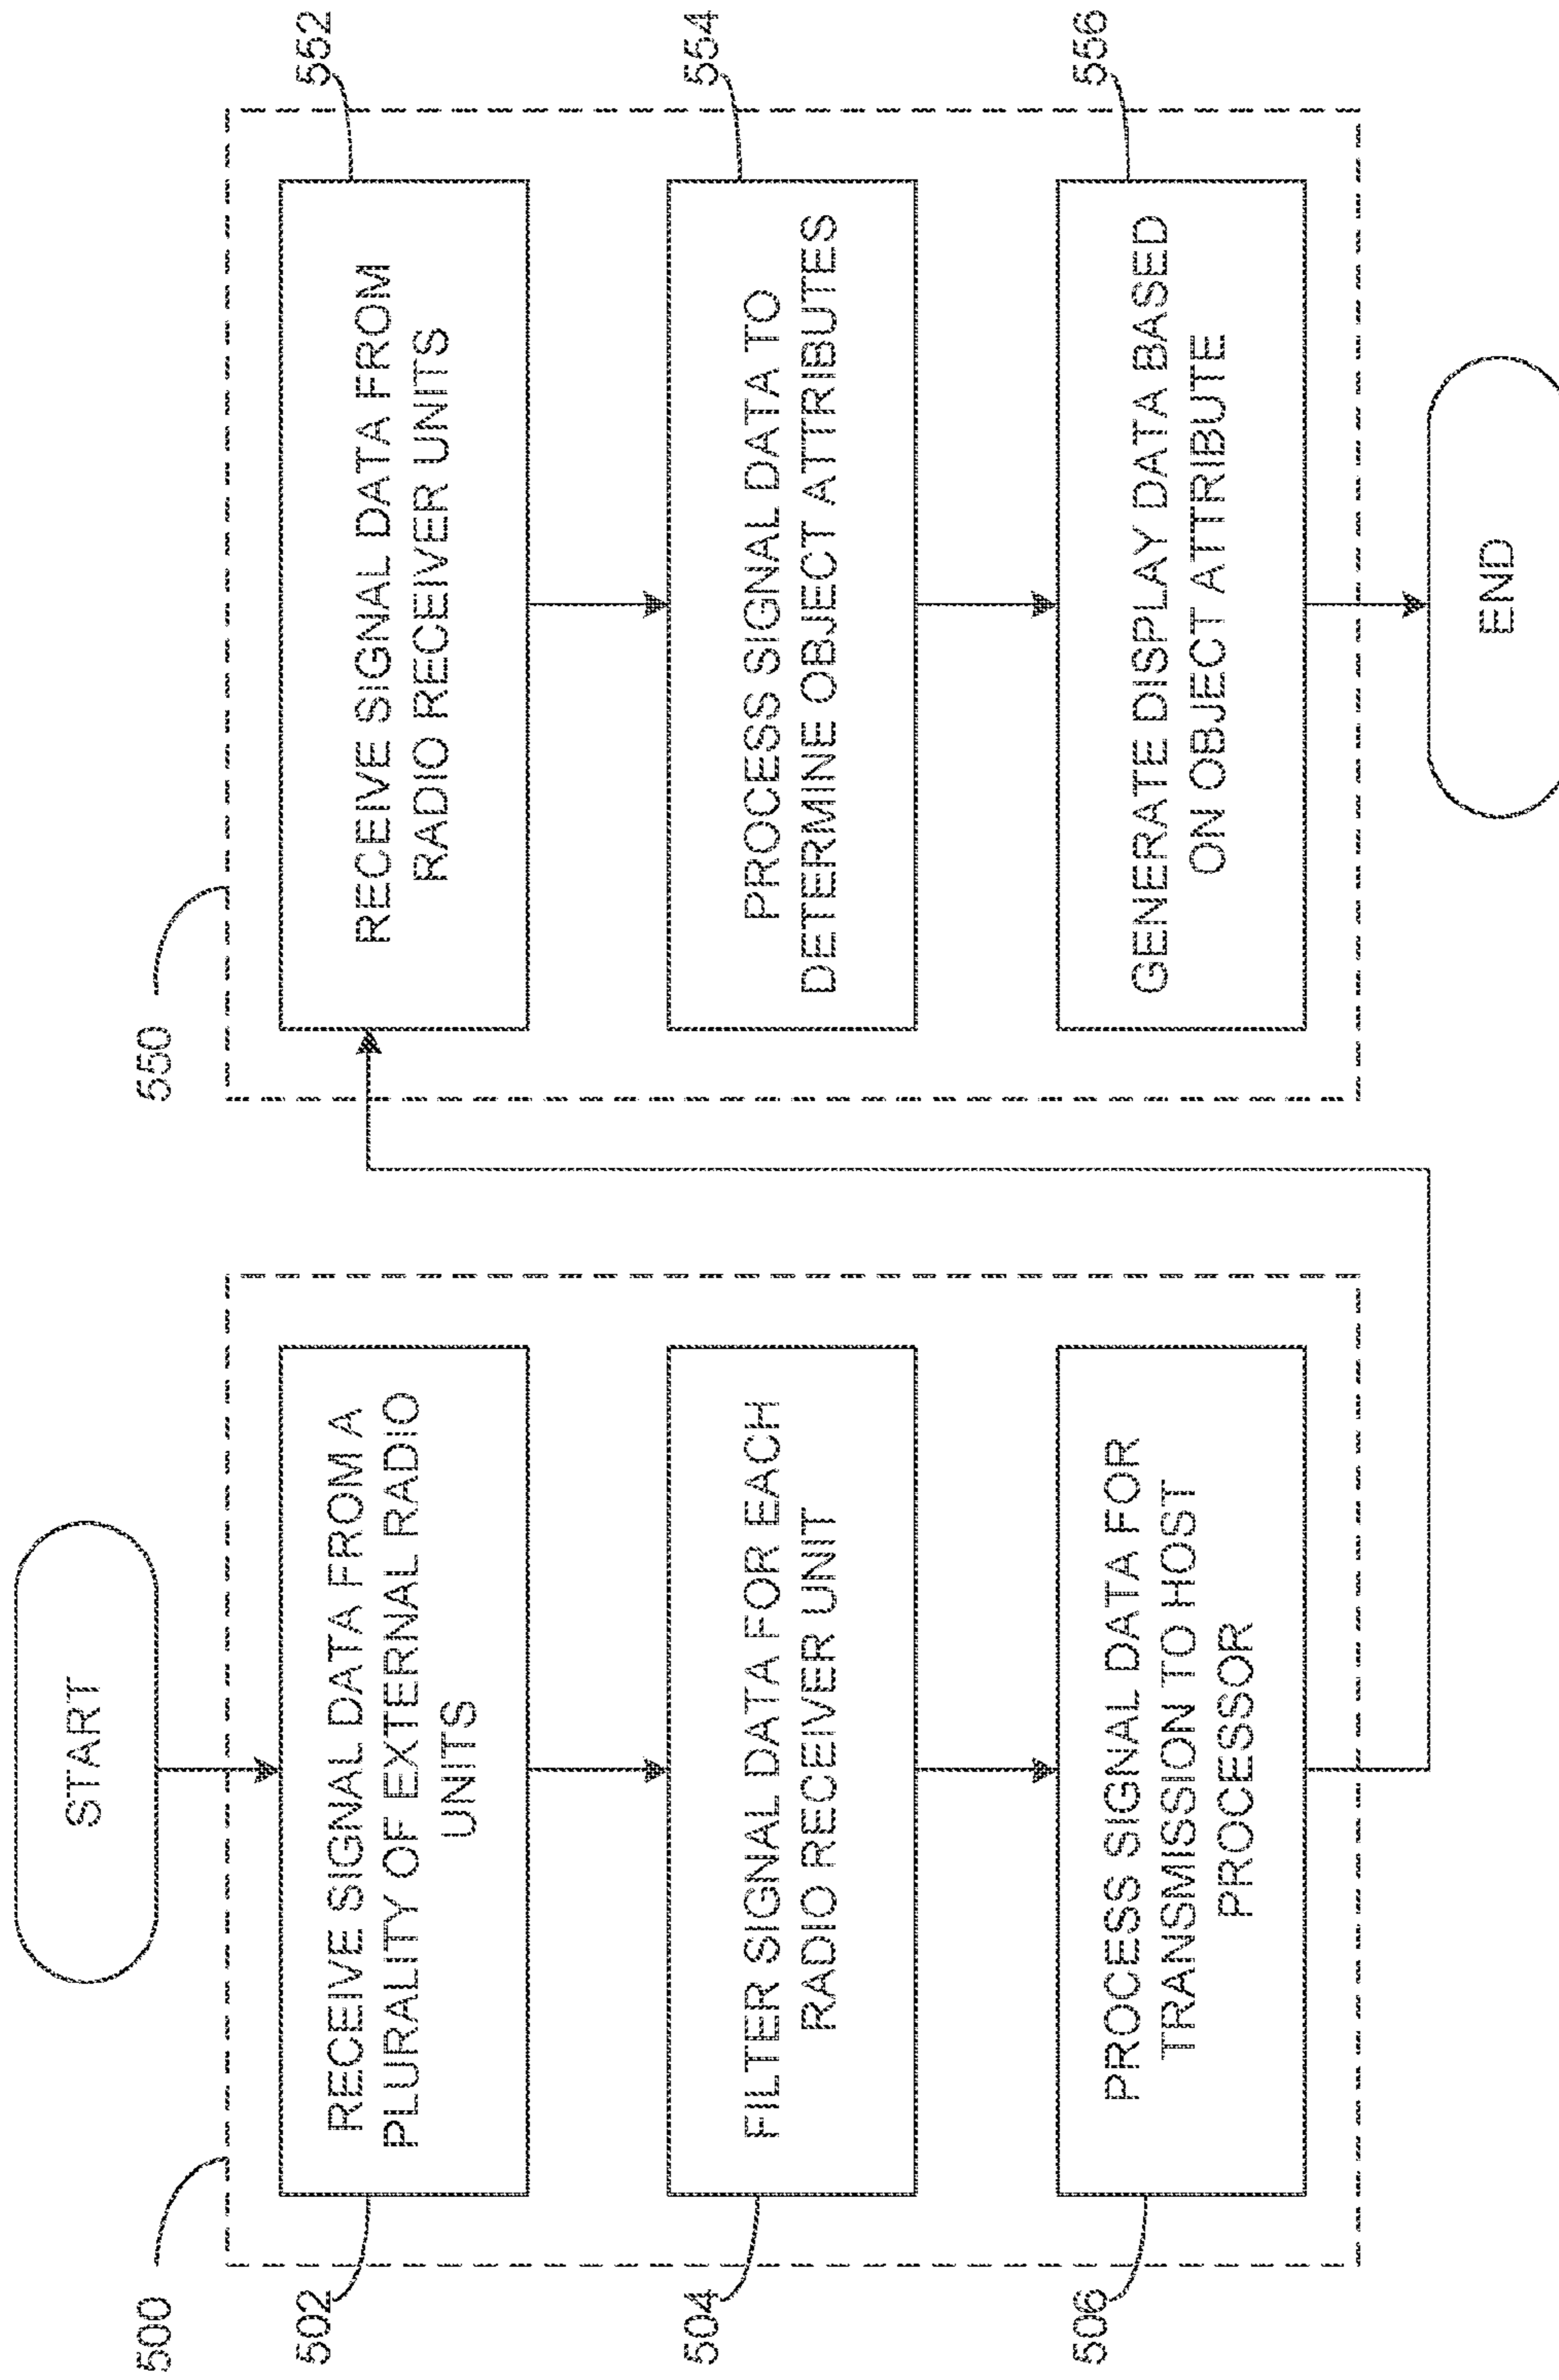 START
500
502
RECEIVE SIGNAL DATA FROM A
PLURALITY OF EXTERNAL RADIO
UNITS
504
FILTER SIGNAL DATA FOR EACH
RADIO RECEIVER UNIT
506
PROCESS SIGNAL DATA FOR
TRANSMISSION TO HOST
PROCESSOR
550
552
RECEIVE SIGNAL DATA FROM
RADIO RECEIVER UNITS
554
PROCESS SIGNAL DATA TO
DETERMINE OBJECT ATTRIBUTES
556
GENERATE DISPLAY DATA BASED
ON OBJECT ATTRIBUTE
END